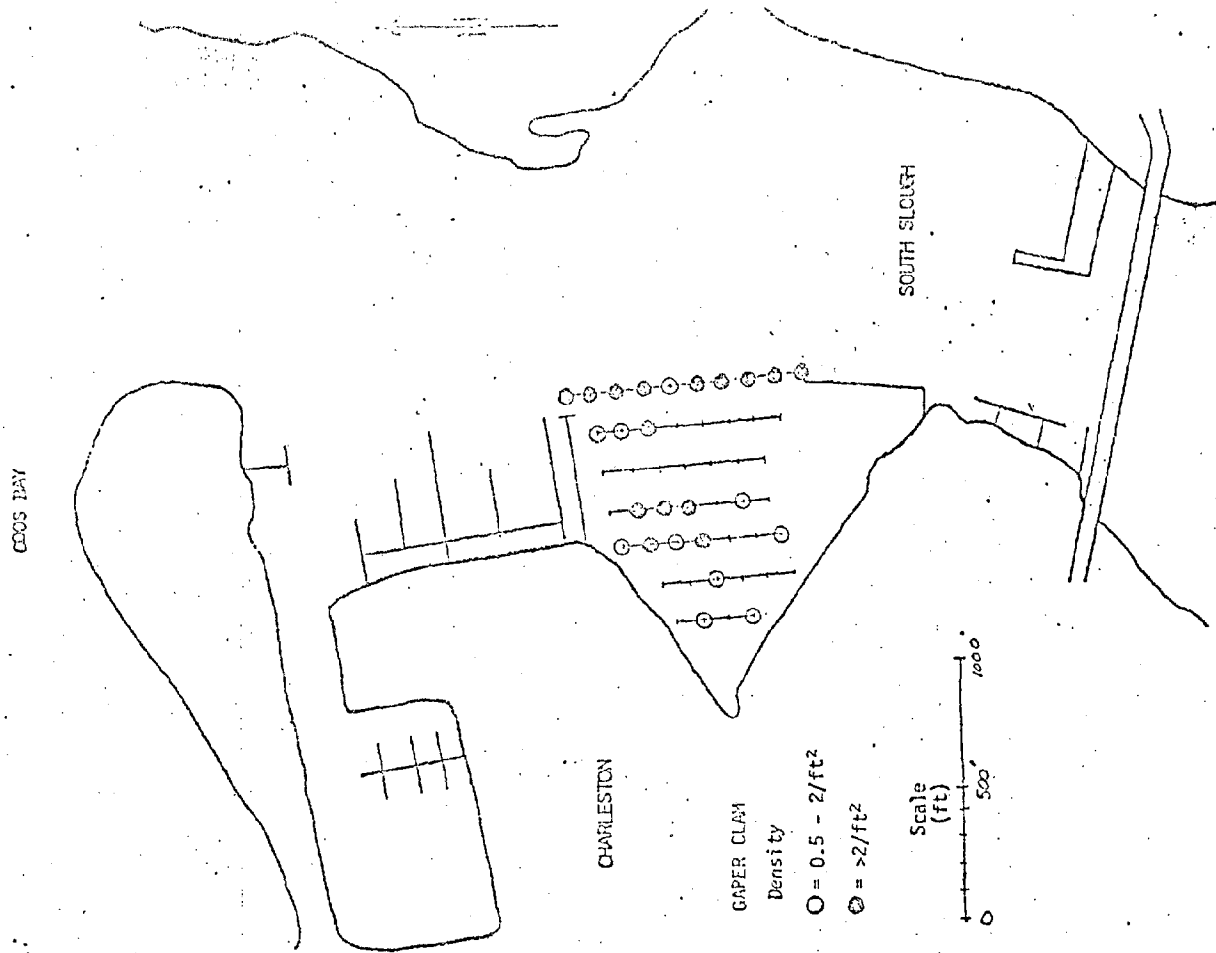 COOS BAY
SOUTH SLOUGH
CHARLESTON
GAPER CLAM
Density
O = 0.5 - 2/ft²
= >2/ft²
Scale
(ft)
0 500' 1000